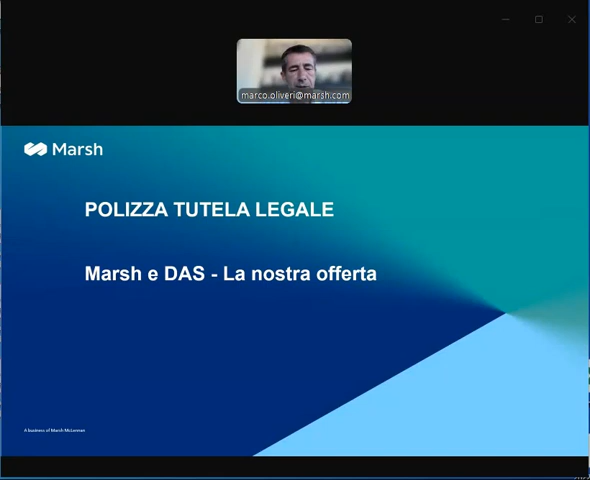 marco.oliveri@marsh.com
Marsh
POLIZZA TUTELA LEGALE
Marsh e DAS - La nostra offerta
A business of Marsh McLennan